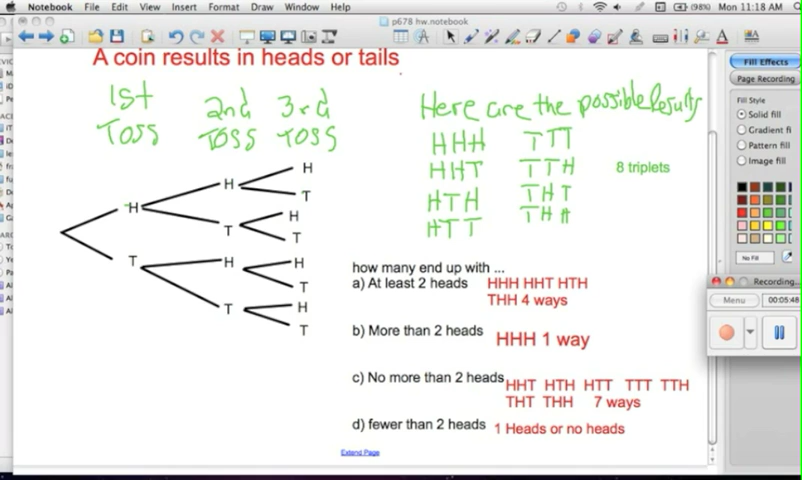 Notebook File Edit View Insert Format Draw Window Help (98%) Mon 11:18 AM
p678 hw.notebook
A coin results in heads or tails
1st Toss
2nd Toss
3rd Toss
H
T
H
T
H
T
H
T
H
T
H
T
H
T
Here are the possible results
HHH TTT
HHT TTH
HTH THT
HTT THH
8 triplets
how many end up with ...
a) At least 2 heads HHH HHT HTH
THH 4 ways
b) More than 2 heads HHH 1 way
c) No more than 2 heads HHT HTH HTT TTT TTH
THT THH 7 ways
d) fewer than 2 heads 1 Heads or no heads
Extend Page
Fill Effects
Page Recording
Fill Style
Solid fill
Gradient fi
Pattern fill
Image fill
No Fill
Recording...
Menu 00:05:48